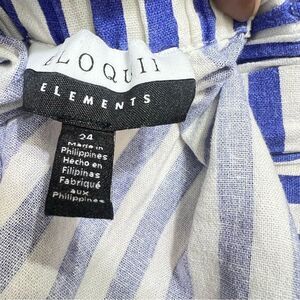 ELOQUII
ELEMENTS
24
Made in
Philippines
Hecho en
Filipinas
Fabriqué
aux
Philippines